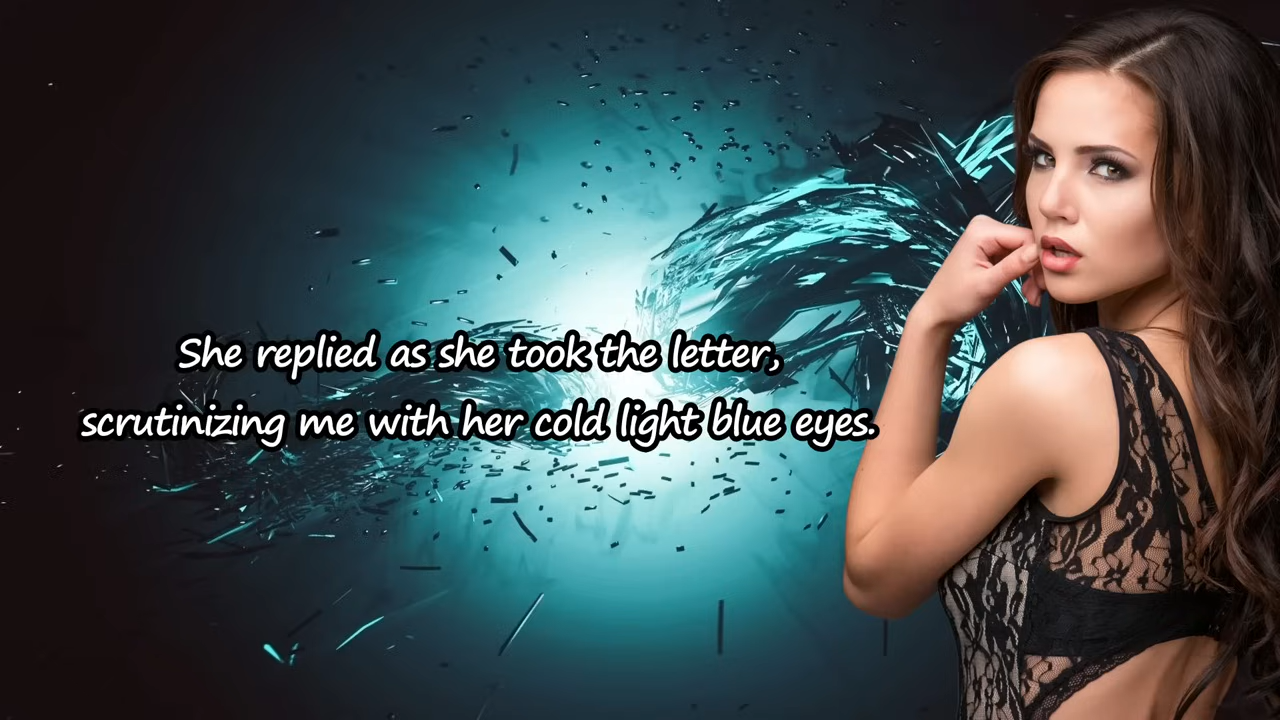 She replied as she took the letter,
scrutinizing me with her cold light blue eyes.